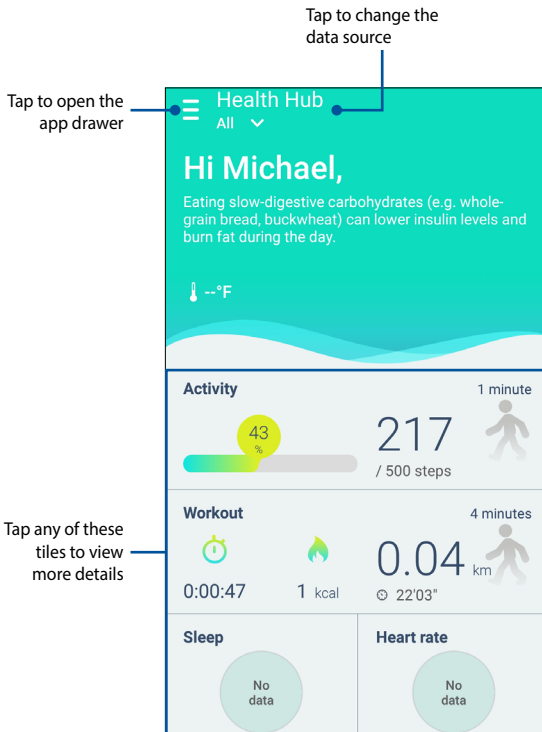 Tap to change the
data source
Tap to open the
app drawer
Health Hub
All
Hi Michael,
Eating slow-digestive carbohydrates (e.g. whole-
grain bread, buckwheat) can lower insulin levels and
burn fat during the day.
--°F
Activity
1 minute
43
%
217
/ 500 steps
Tap any of these
tiles to view
more details
Workout
4 minutes
0:00:47
1 kcal
0.04 km
22'03"
Sleep
Heart rate
No
data
No
data